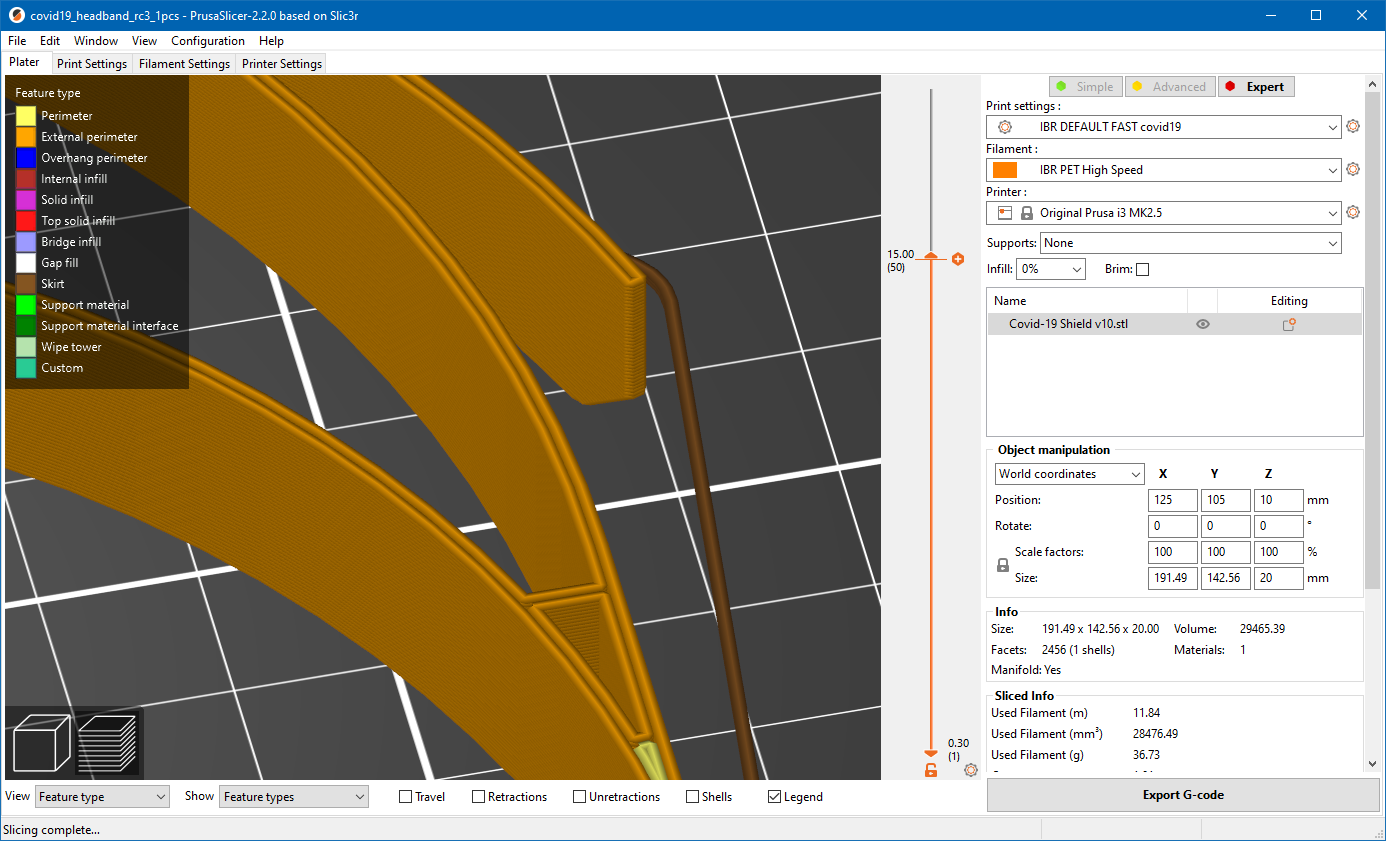 covid19_headband_rc3_1pcs - PrusaSlicer-2.2.0 based on Slic3r
File Edit Window View Configuration Help
Plater Print Settings Filament Settings Printer Settings
Feature type
Perimeter
External perimeter
Overhang perimeter
Internal infill
Solid infill
Top solid infill
Bridge infill
Gap fill
Skirt
Support material
Support material interface
Wipe tower
Custom
15.00
(50)
0.30
(1)
Simple Advanced Expert
Print settings :
IBR DEFAULT FAST covid19
Filament :
IBR PET High Speed
Printer :
Original Prusa i3 MK2.5
Supports: None
Infill: 0% Brim:
Name Editing
Covid-19 Shield v10.stl
Object manipulation
World coordinates X Y Z
Position: 125 105 10 mm
Rotate: 0 0 0 °
Scale factors: 100 100 100 %
Size: 191.49 142.56 20 mm
Info
Size: 191.49 x 142.56 x 20.00 Volume: 29465.39
Facets: 2456 (1 shells) Materials: 1
Manifold: Yes
Sliced Info
Used Filament (m) 11.84
Used Filament (mm³) 28476.49
Used Filament (g) 36.73
Export G-code
View Feature type Show Feature types Travel Retractions Unretractions Shells Legend
Slicing complete...